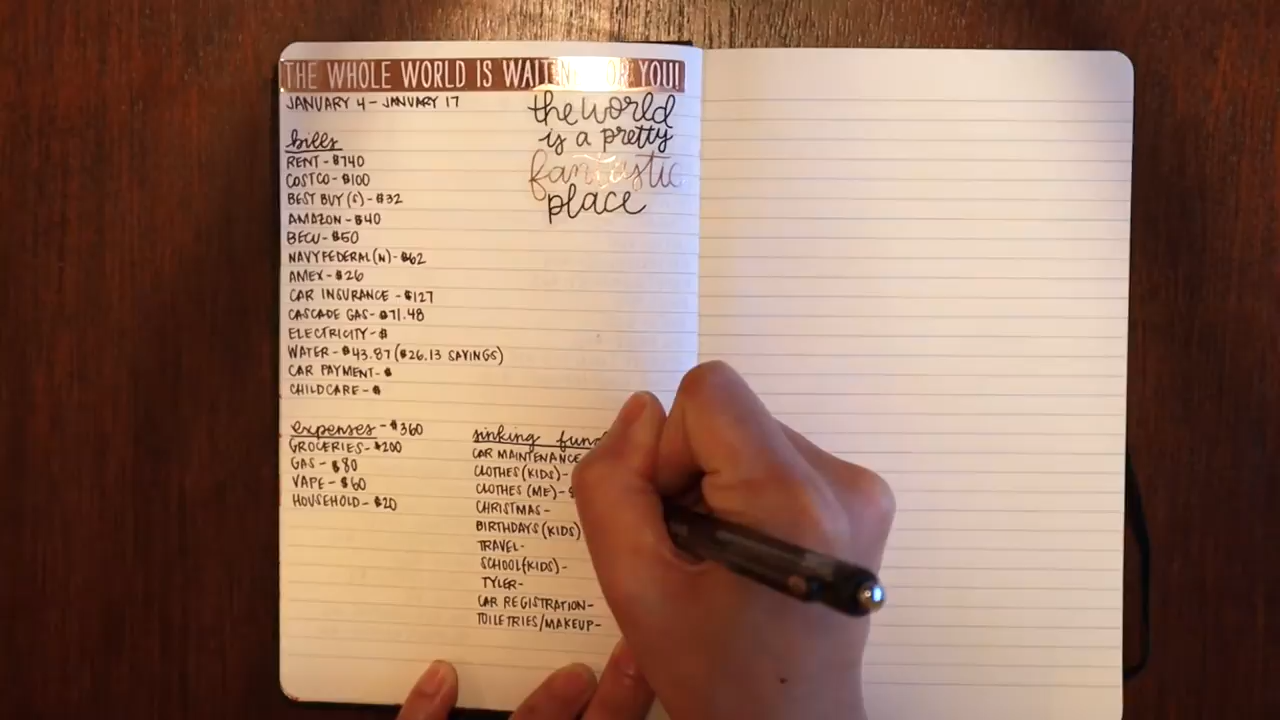 THE WHOLE WORLD IS WAITING FOR YOU!
JANUARY 4 - JANUARY 17
the world
is a pretty
fantastic
place
bills
RENT - $740
COSTCO - $100
BEST BUY (S) - $32
AMAZON - $40
BECU - $50
NAVY FEDERAL (N) - $62
AMEX - $26
CAR INSURANCE - $127
CASCADE GAS - $71.48
ELECTRICITY - $
WATER - $43.87 ($26.13 SAVINGS)
CAR PAYMENT - $
CHILDCARE - $
expenses - $360
GROCERIES - $200
GAS - $80
VAPE - $60
HOUSEHOLD - $20
sinking
CAR MAINTENANCE
CLOTHES (KIDS) -
CLOTHES (ME) -
CHRISTMAS -
BIRTHDAYS (KIDS)
TRAVEL -
SCHOOL (KIDS) -
TYLER -
CAR REGISTRATION -
TOILETRIES/MAKEUP -